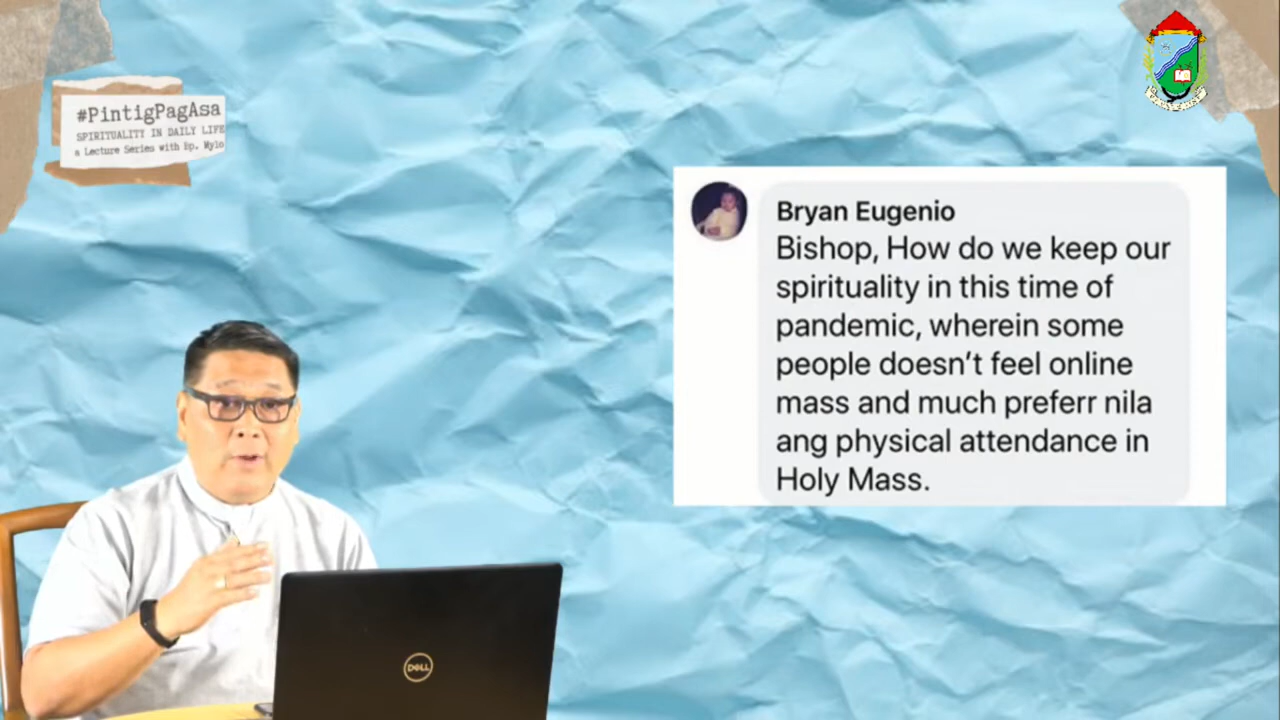 #PintigPagAsa
SPIRITUALITY IN DAILY LIFE
a Lecture Series with Bp. Mylo
Bryan Eugenio
Bishop, How do we keep our
spirituality in this time of
pandemic, wherein some
people doesn't feel online
mass and much preferr nila
ang physical attendance in
Holy Mass.
DELL